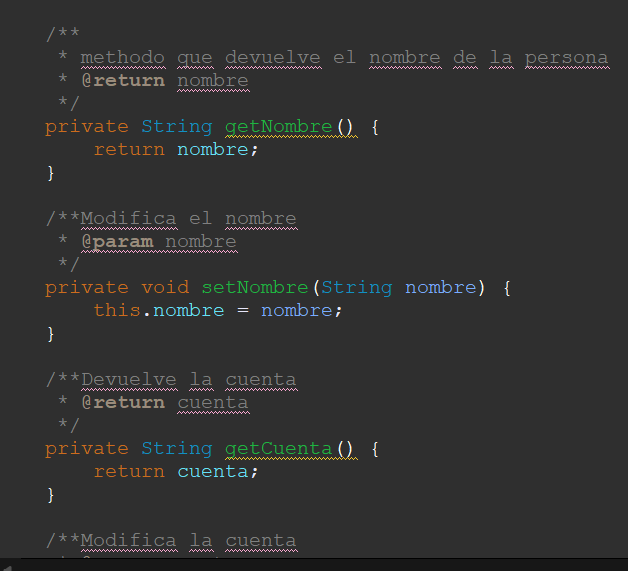 /**
* methodo que devuelve el nombre de la persona
* @return nombre
*/
private String getNombre() {
return nombre;
}
/**Modifica el nombre
* @param nombre
*/
private void setNombre(String nombre) {
this.nombre = nombre;
}
/**Devuelve la cuenta
* @return cuenta
*/
private String getCuenta() {
return cuenta;
}
/**Modifica la cuenta